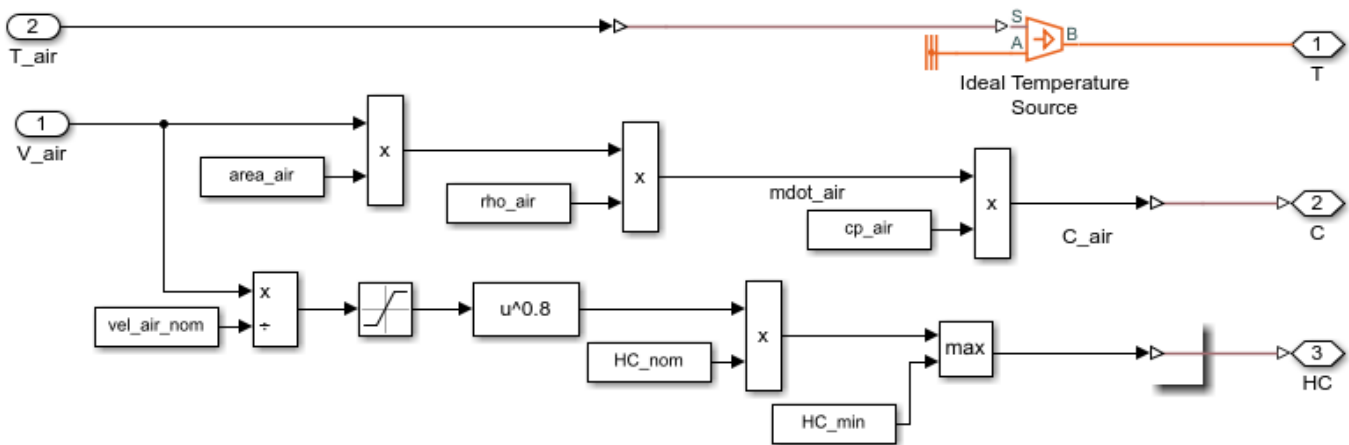 2
T_air
S
A
B
Ideal Temperature
Source
1
T
1
V_air
area_air
x
rho_air
x
mdot_air
cp_air
x
C_air
2
C
vel_air_nom
x
÷
u^0.8
HC_nom
x
HC_min
max
3
HC